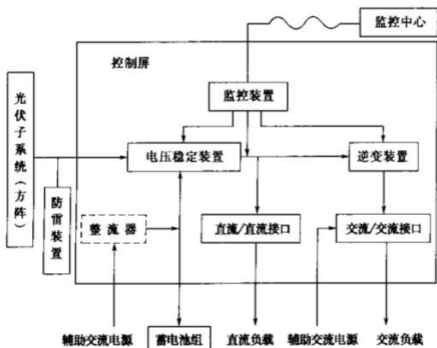 监控中心
控制屏
监控装置
光伏子系统(方阵)
电压稳定装置
逆变装置
防雷装置
整流器
直流/直流接口
交流/交流接口
辅助交流电源
蓄电池组
直流负载
辅助交流电源
交流负载